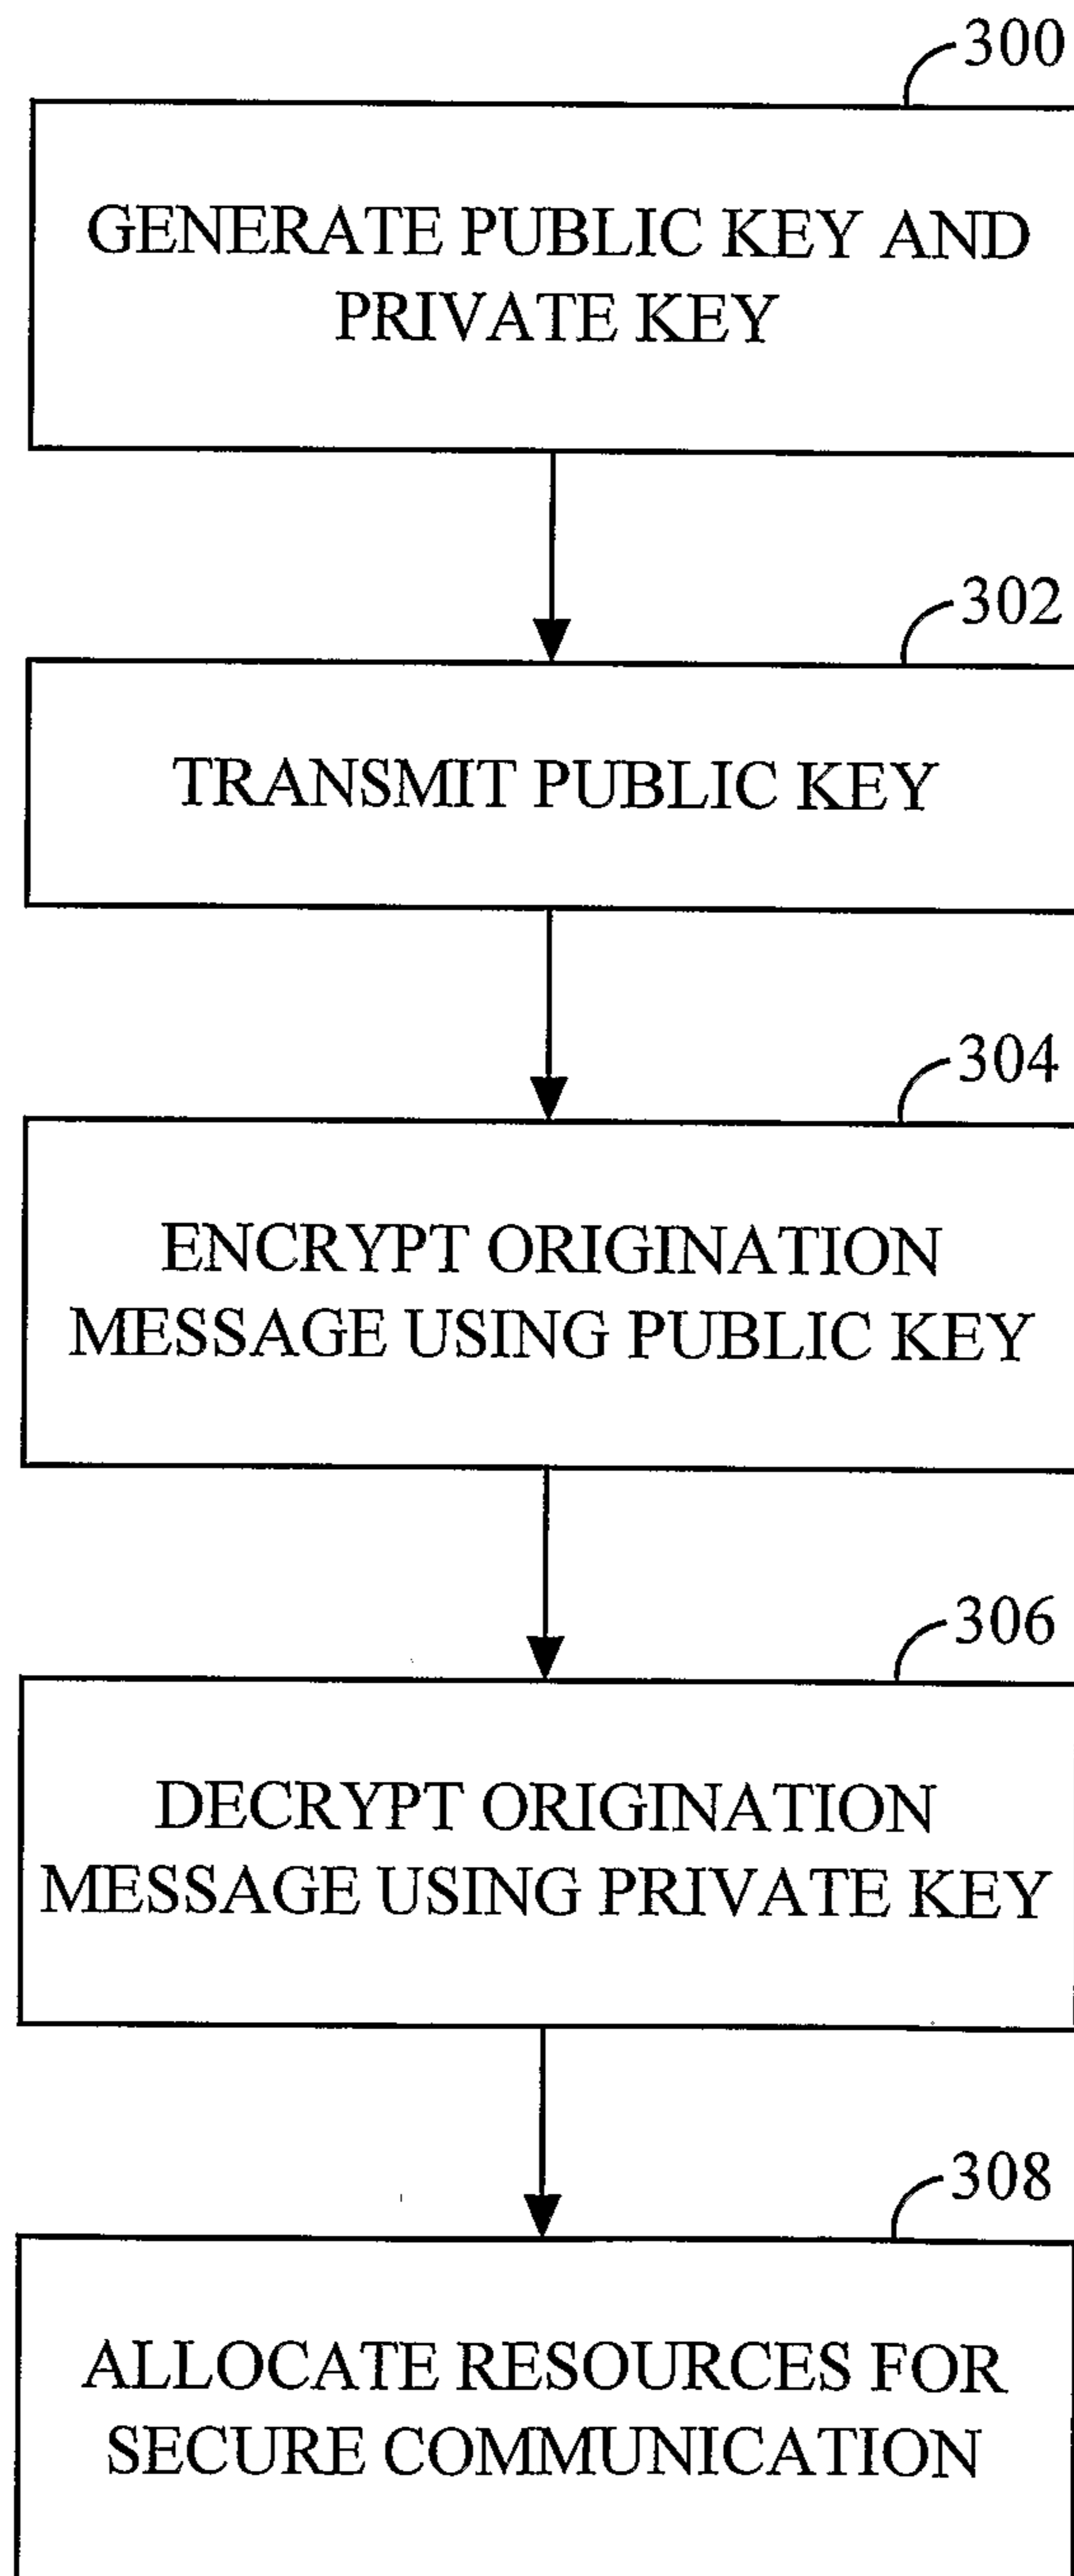 300
GENERATE PUBLIC KEY AND
PRIVATE KEY
302
TRANSMIT PUBLIC KEY
304
ENCRYPT ORIGINATION
MESSAGE USING PUBLIC KEY
306
DECRYPT ORIGINATION
MESSAGE USING PRIVATE KEY
308
ALLOCATE RESOURCES FOR
SECURE COMMUNICATION